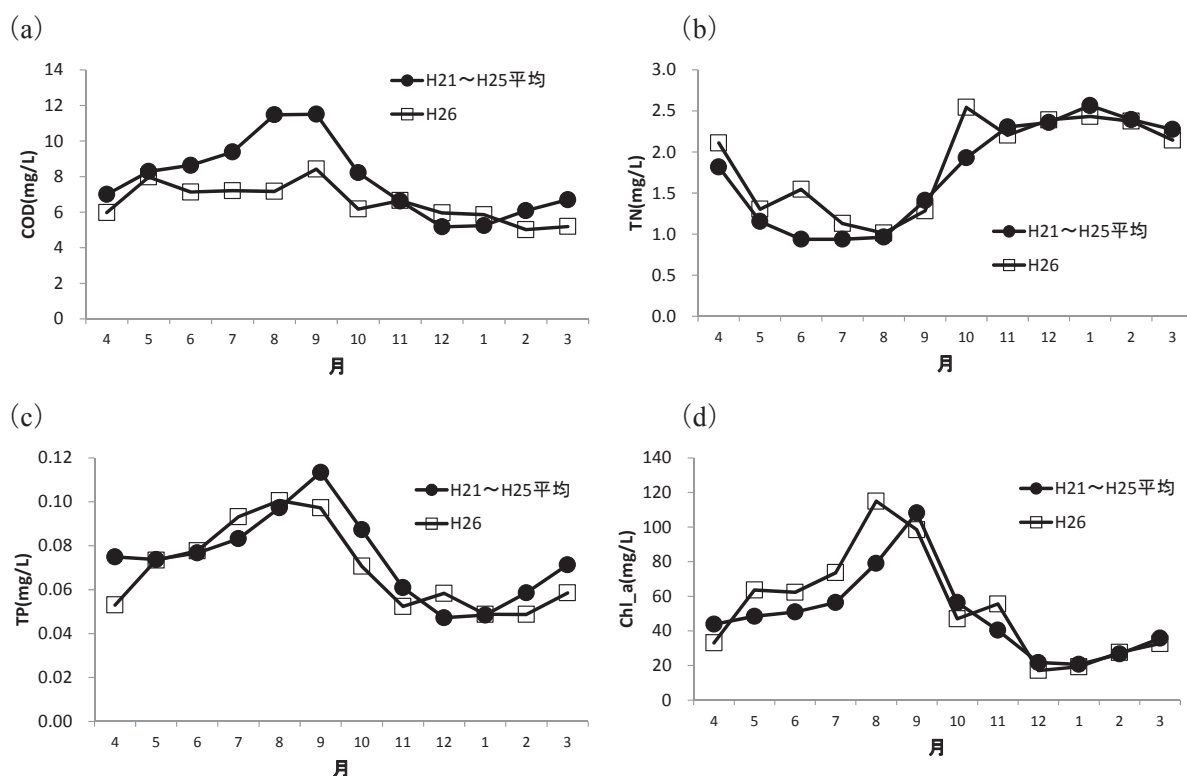 (a)
COD(mg/L)
14
12
10
8
6
4
2
0
H21～H25平均
H26
4 5 6 7 8 9 10 11 12 1 2 3
月
(b)
TN(mg/L)
3.0
2.5
2.0
1.5
1.0
0.5
0.0
H21～H25平均
H26
4 5 6 7 8 9 10 11 12 1 2 3
月
(c)
TP(mg/L)
0.12
0.10
0.08
0.06
0.04
0.02
0.00
H21～H25平均
H26
4 5 6 7 8 9 10 11 12 1 2 3
月
(d)
Chl_a(mg/L)
140
120
100
80
60
40
20
0
H21～H25平均
H26
4 5 6 7 8 9 10 11 12 1 2 3
月